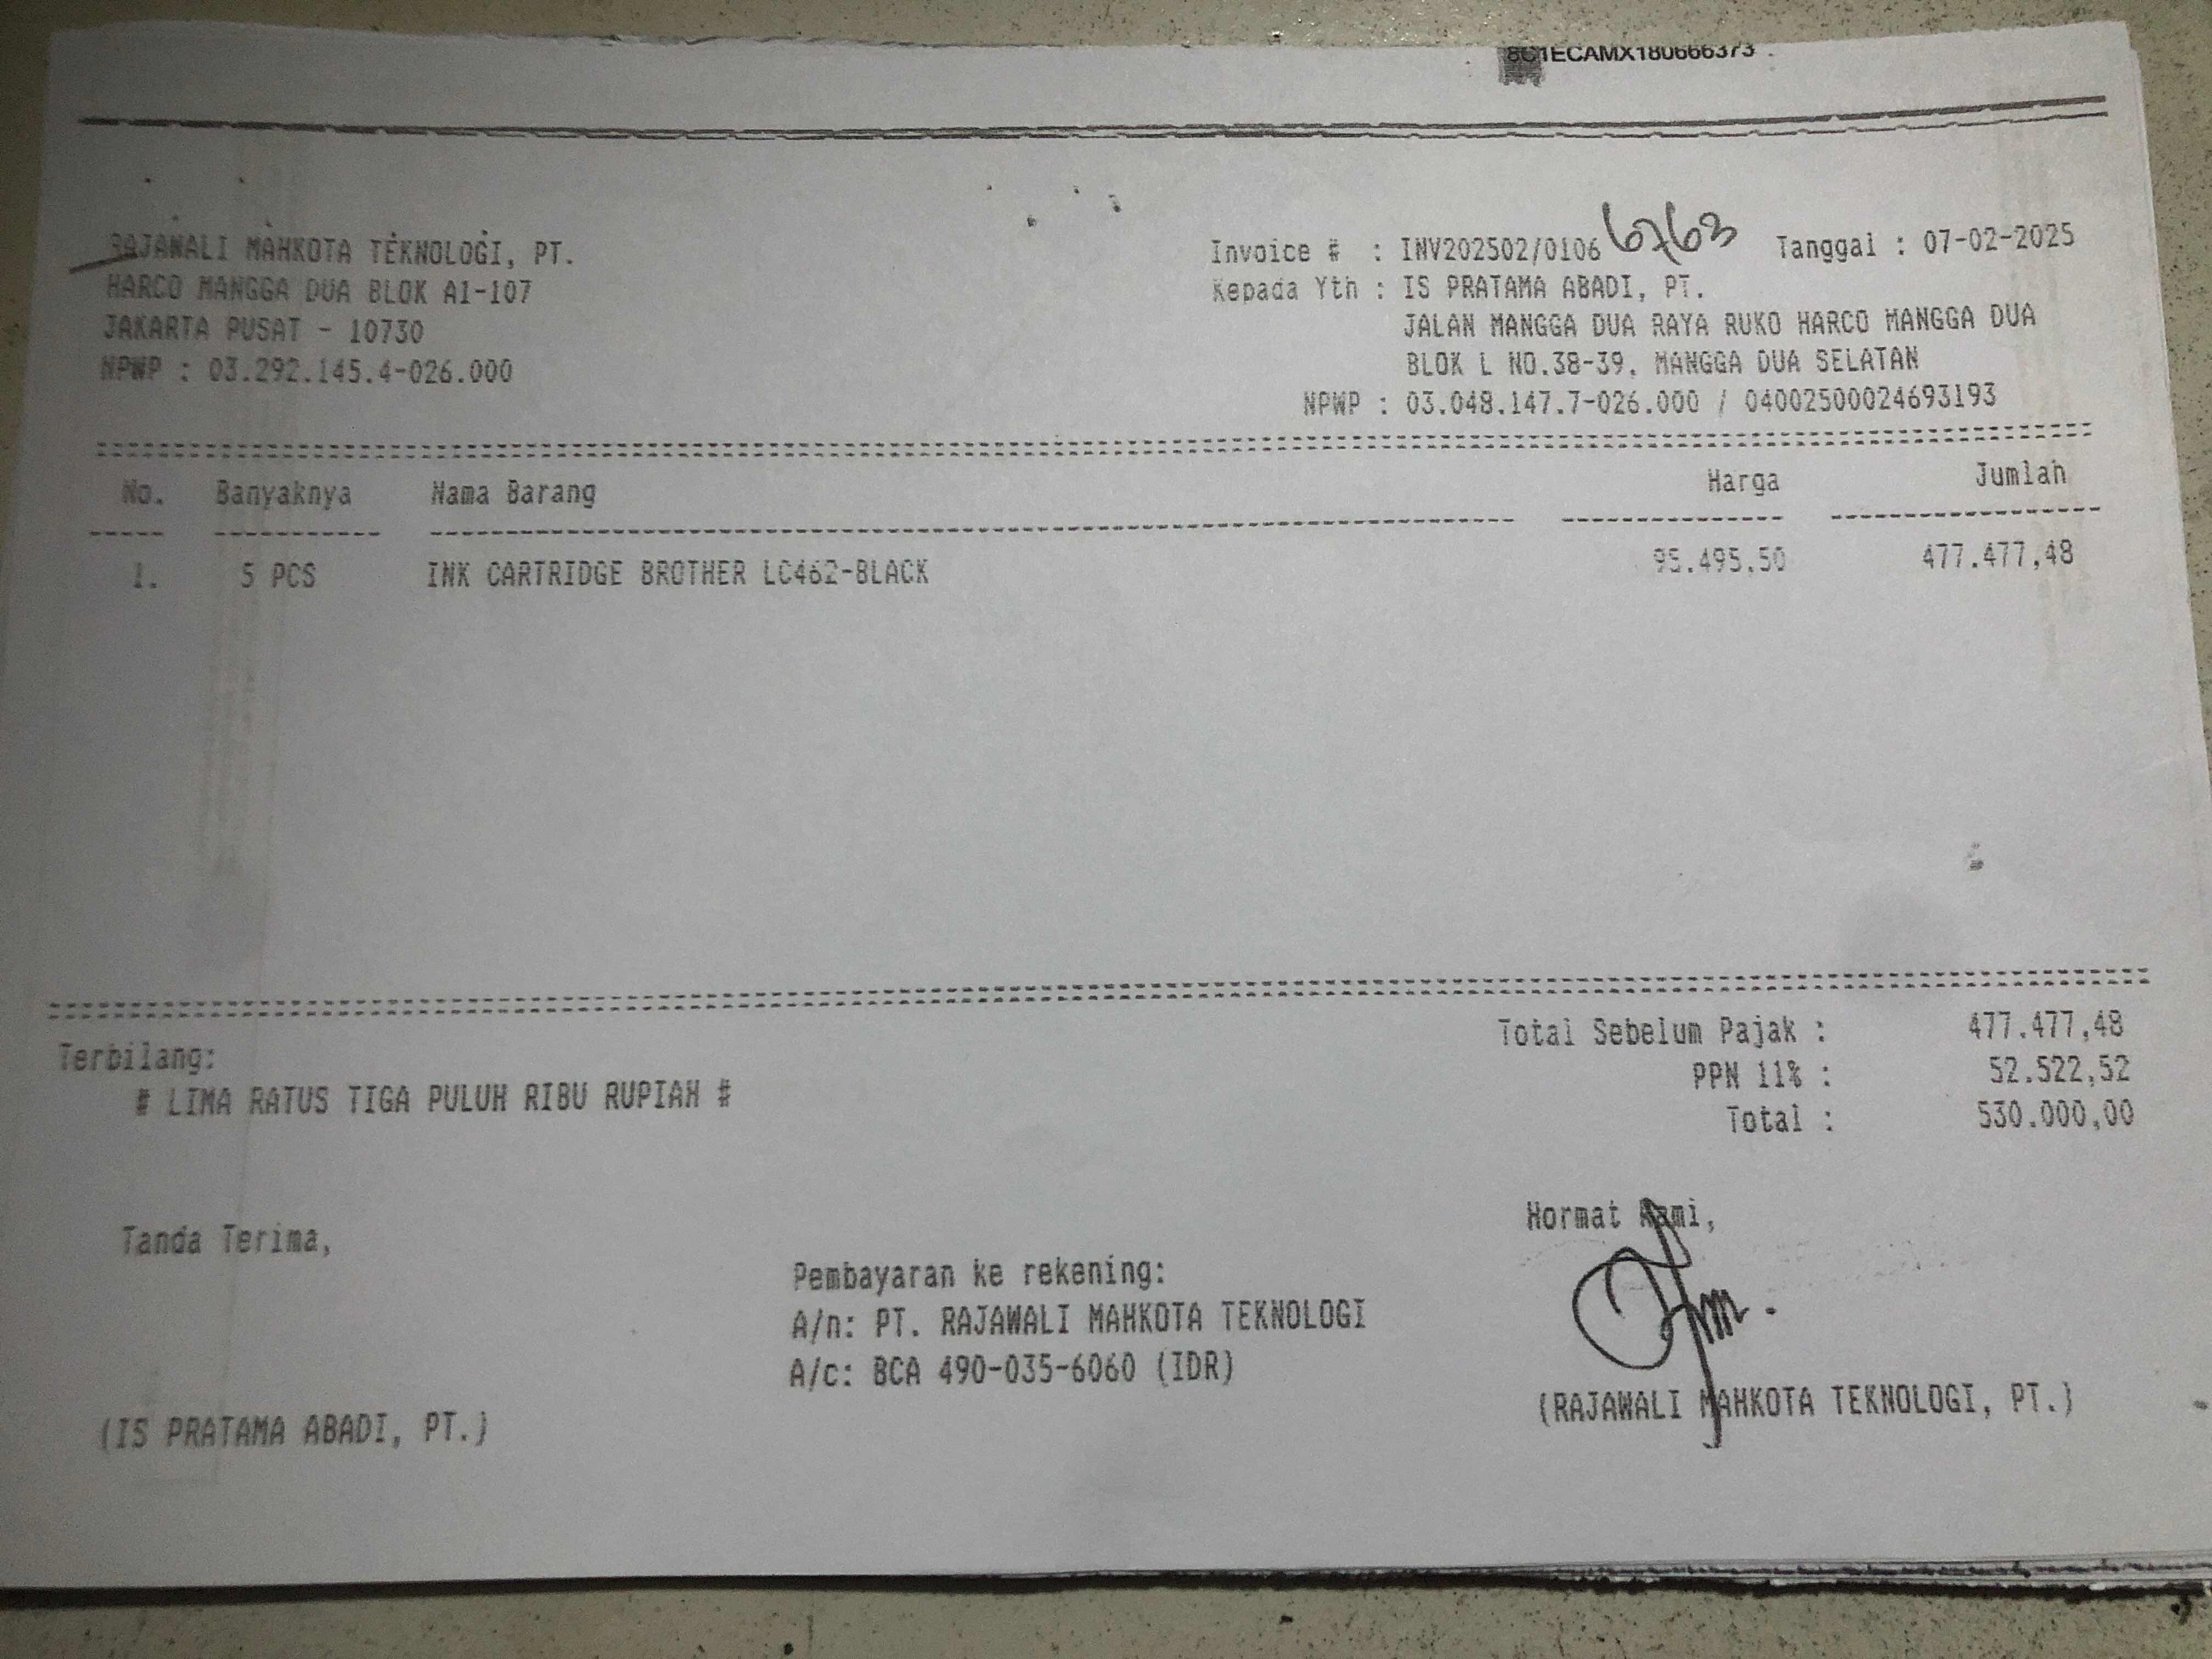 8C1ECAMX180666373
RAJAWALI MAHKOTA TEKNOLOGI, PT.
HARCO MANGGA DUA BLOK A1-107
JAKARTA PUSAT - 10730
NPWP : 03.292.145.4-026.000
Invoice # : INV202502/0106 6763 Tanggal : 07-02-2025
Kepada Yth : IS PRATAMA ABADI, PT.
JALAN MANGGA DUA RAYA RUKO HARCO MANGGA DUA
BLOK L NO.38-39, MANGGA DUA SELATAN
NPWP : 03.048.147.7-026.000 / 04002500024693193
No. Banyaknya Nama Barang Harga Jumlah
1. 5 PCS INK CARTRIDGE BROTHER LC462-BLACK 95.495,50 477.477,48
Total Sebelum Pajak : 477.477,48
PPN 11% : 52.522,52
Total : 530.000,00
Terbilang:
# LIMA RATUS TIGA PULUH RIBU RUPIAH #
Tanda Terima,
(IS PRATAMA ABADI, PT.)
Pembayaran ke rekening:
A/n: PT. RAJAWALI MAHKOTA TEKNOLOGI
A/c: BCA 490-035-6060 (IDR)
Hormat Kami,
(RAJAWALI MAHKOTA TEKNOLOGI, PT.)